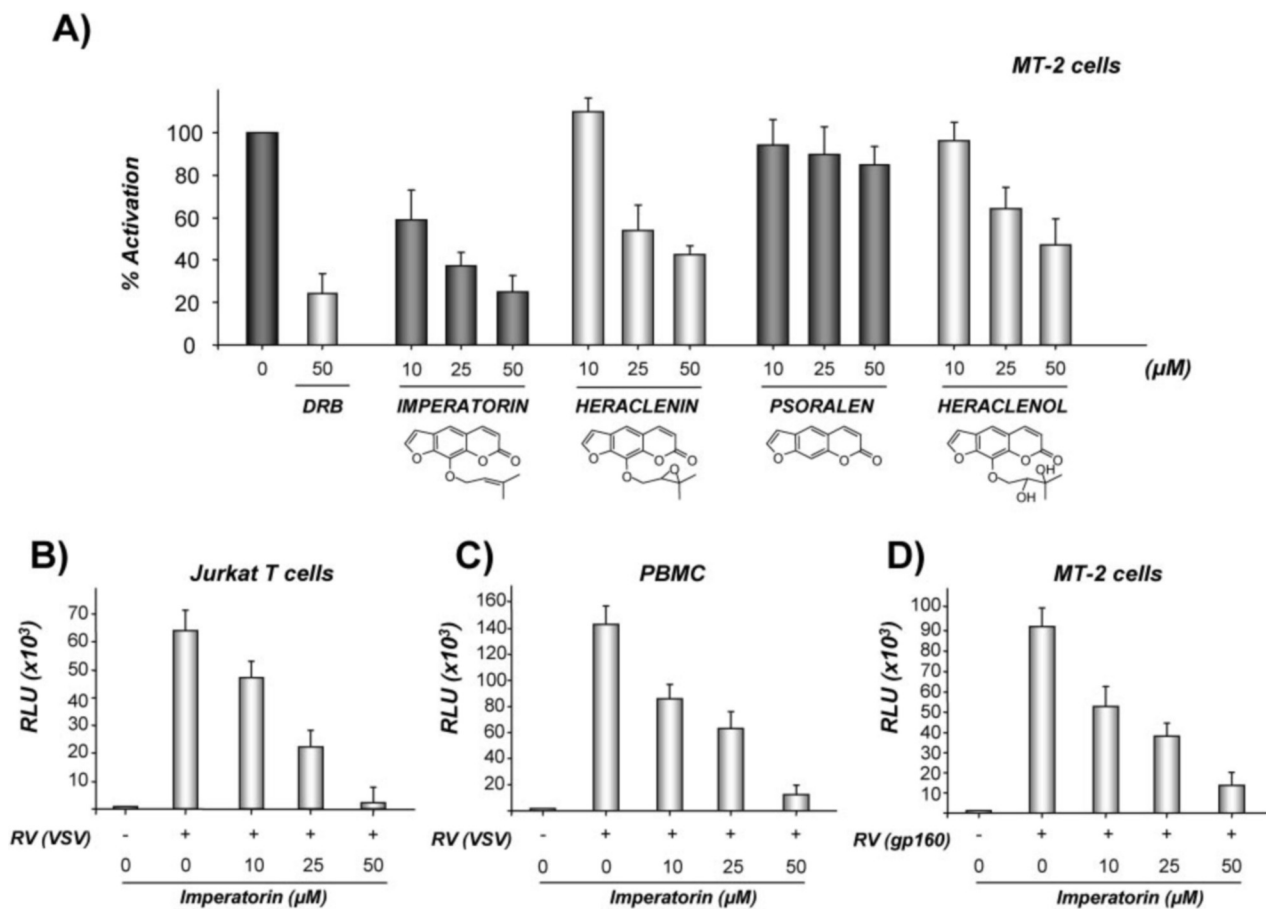 A)
MT-2 cells
% Activation
100
80
60
40
20
0
0 50 10 25 50 10 25 50 10 25 50 10 25 50 (µM)
DRB IMPERATORIN HERACLENIN PSORALEN HERACLENOL
O O O O O O O O O O O O O O O
O OH
OH
B)
Jurkat T cells
RLU (x10³)
70
60
50
40
30
20
10
RV (VSV) - + + + +
0 0 10 25 50
Imperatorin (µM)
C)
PBMC
RLU (x10³)
160
140
120
100
80
60
40
20
RV (VSV) - + + + +
0 0 10 25 50
Imperatorin (µM)
D)
MT-2 cells
RLU (x10³)
100
90
80
70
60
50
40
30
20
10
RV (gp160) - + + + +
0 0 10 25 50
Imperatorin (µM)